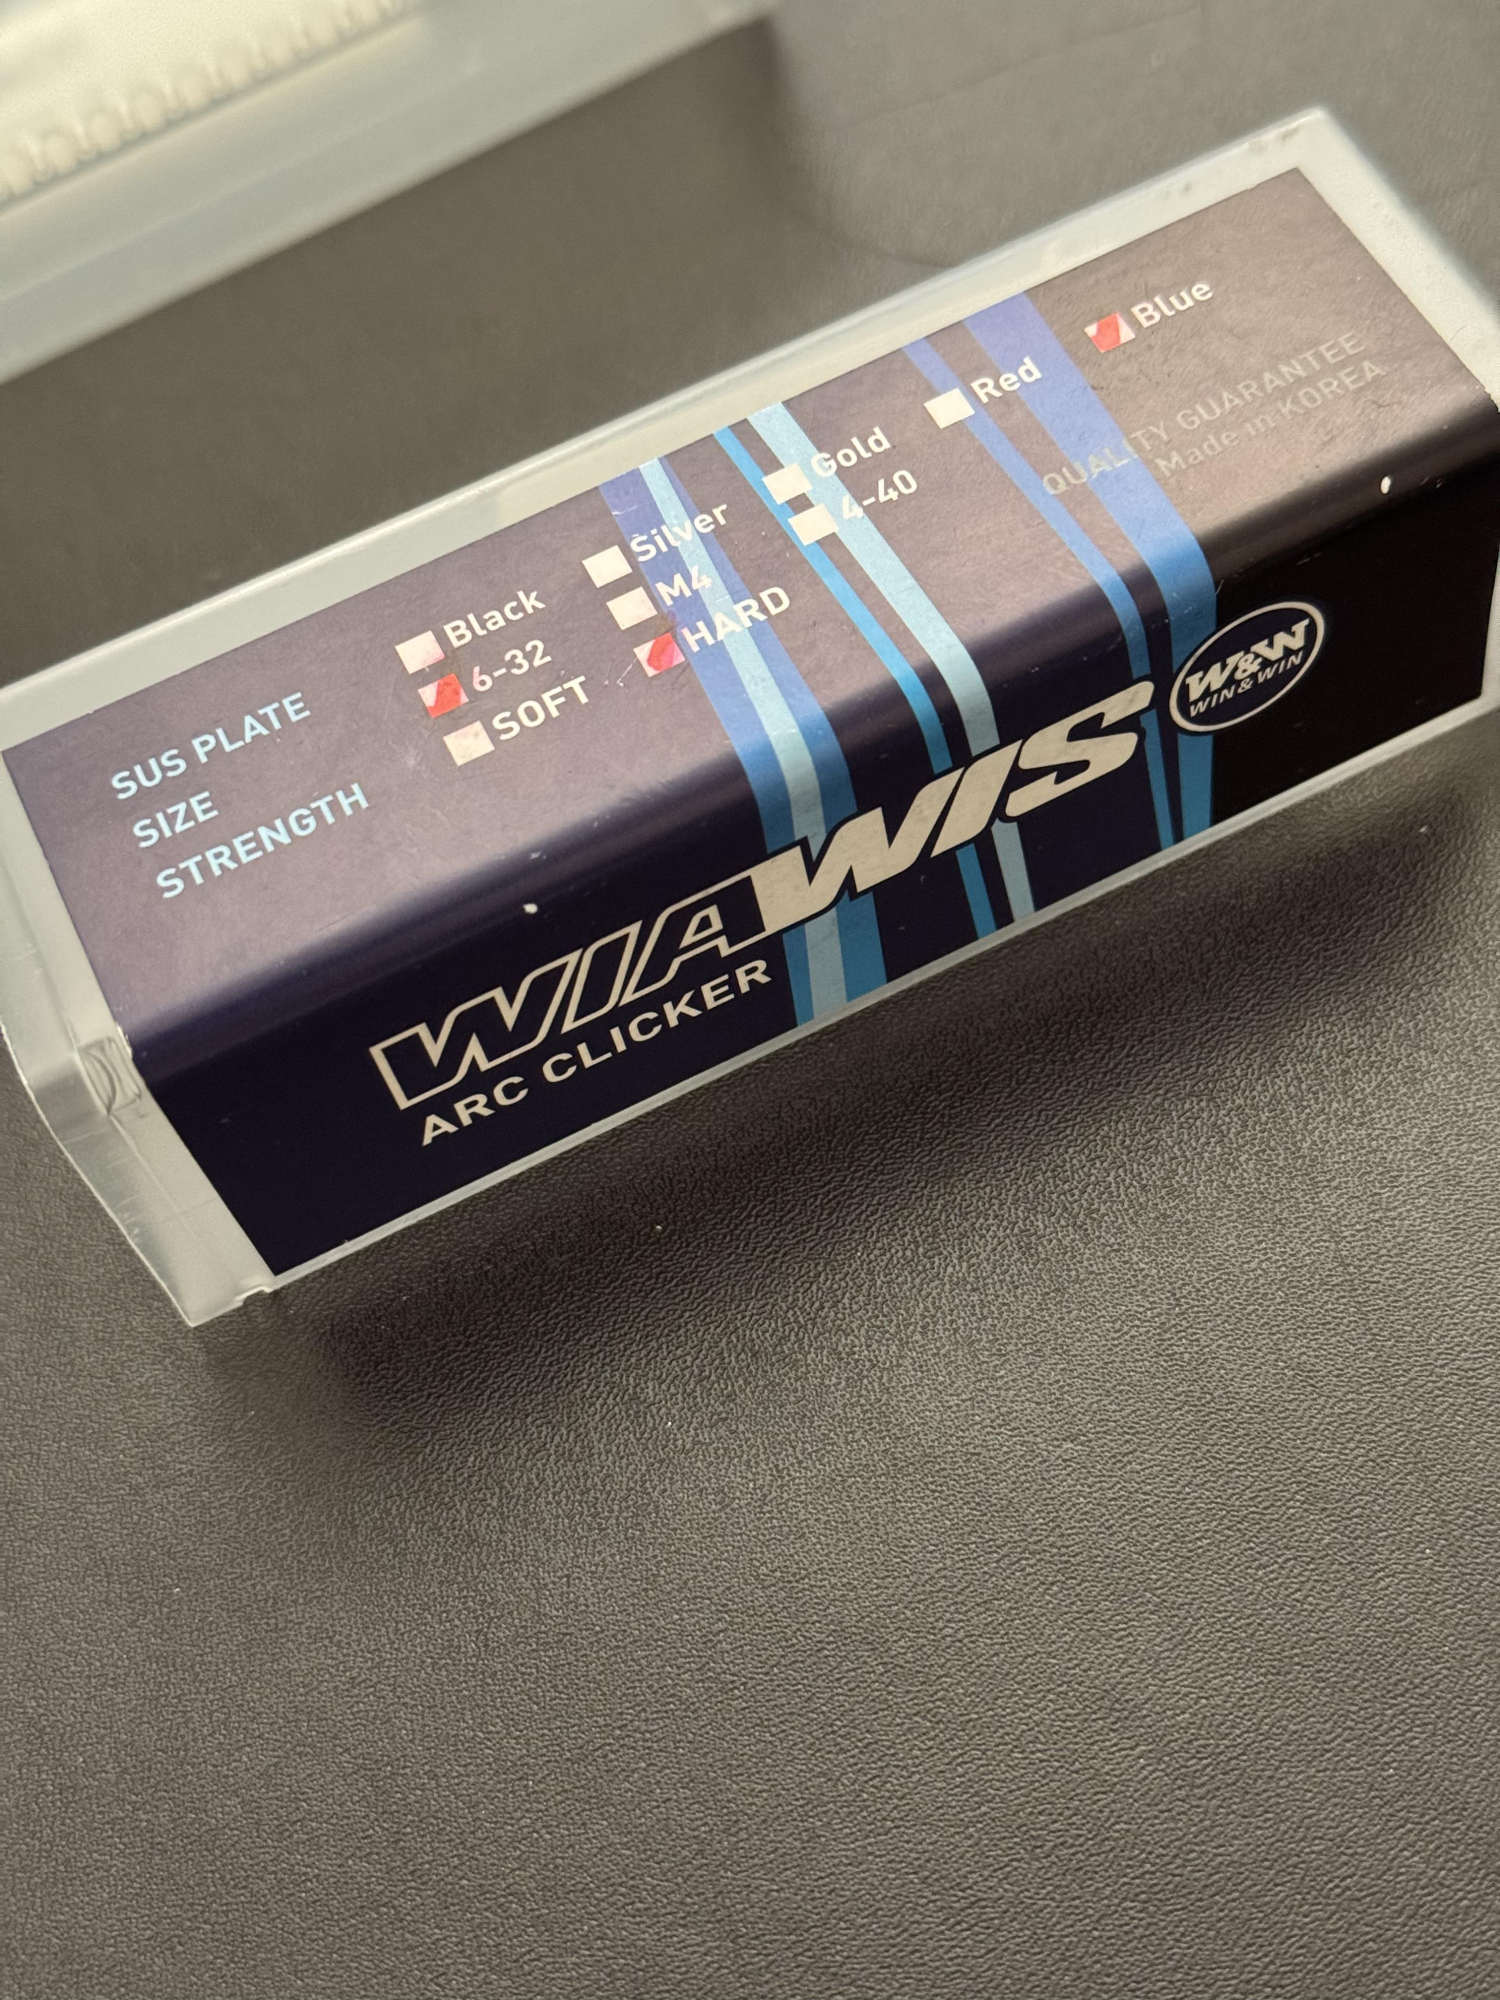 SUS PLATE Black Silver Gold Red Blue
SIZE 6-32 M4 4-40
STRENGTH SOFT HARD
QUALITY GUARANTEE
Made in KOREA
WIAWIS
ARC CLICKER
W&W
WIN&WIN